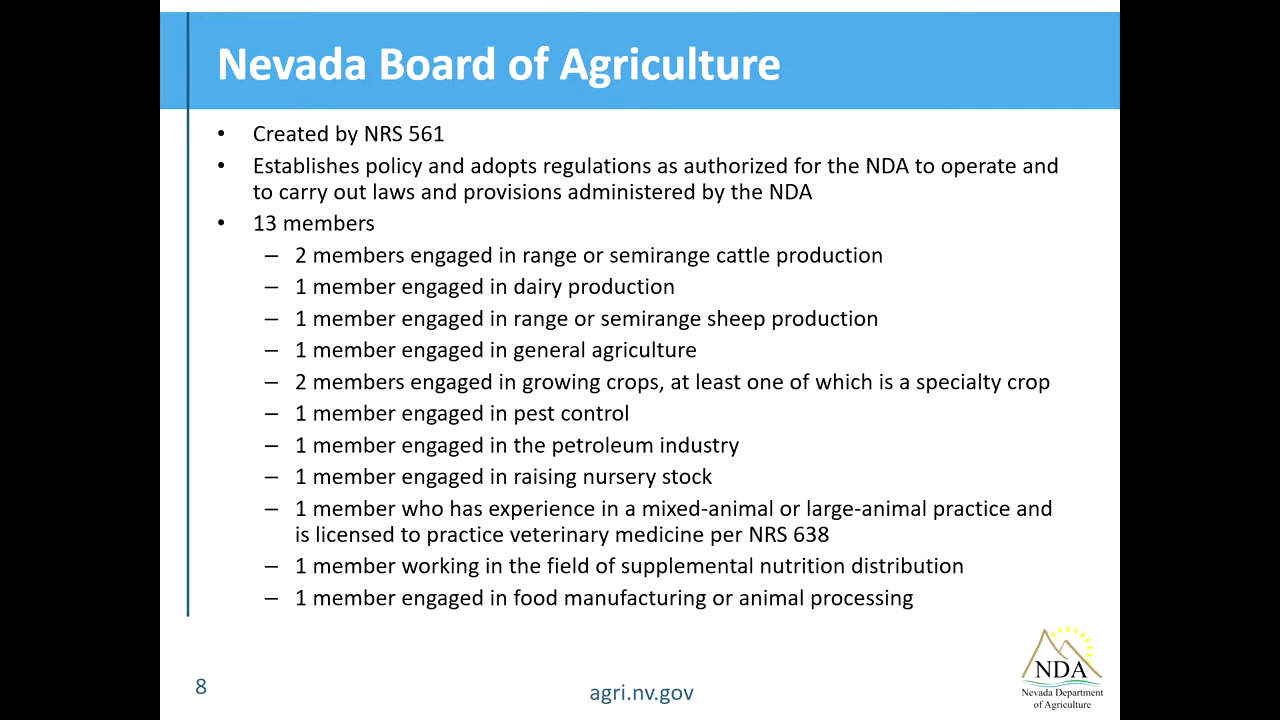 Nevada Board of Agriculture
• Created by NRS 561
• Establishes policy and adopts regulations as authorized for the NDA to operate and
to carry out laws and provisions administered by the NDA
• 13 members
– 2 members engaged in range or semirange cattle production
– 1 member engaged in dairy production
– 1 member engaged in range or semirange sheep production
– 1 member engaged in general agriculture
– 2 members engaged in growing crops, at least one of which is a specialty crop
– 1 member engaged in pest control
– 1 member engaged in the petroleum industry
– 1 member engaged in raising nursery stock
– 1 member who has experience in a mixed-animal or large-animal practice and
is licensed to practice veterinary medicine per NRS 638
– 1 member working in the field of supplemental nutrition distribution
– 1 member engaged in food manufacturing or animal processing
8
agri.nv.gov
NDA
Nevada Department
of Agriculture